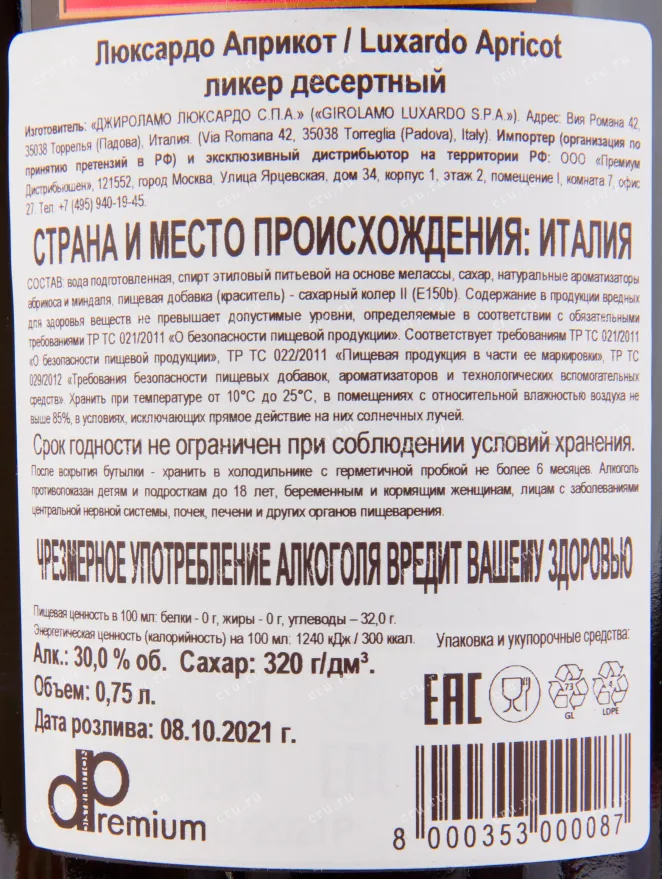 Люксардо Априкот / Luxardo Apricot
ликер десертный
Изготовитель: «ДЖИРОЛАМО ЛЮКСАРДО С.П.А.» («GIROLAMO LUXARDO S.P.A.»). Адрес: Виа Романа 42,
35038 Торрелья (Падова), Италия. (Via Romana 42, 35038 Torreglia (Padova), Italy). Импортер (организация по
принятию претензий в РФ) и эксклюзивный дистрибьютор на территории РФ: ООО «Премиум
Дистрибьюшен», 121552, город Москва, Улица Ярцевская, дом 34, корпус 1, этаж 2, помещение I, комната 7, офис
27. Тел. +7 (495) 940-19-45.
СТРАНА И МЕСТО ПРОИСХОЖДЕНИЯ: ИТАЛИЯ
СОСТАВ: вода подготовленная, спирт этиловый питьевой на основе мелассы, сахар, натуральные ароматизаторы
абрикоса и миндаля, пищевая добавка (краситель) - сахарный колер II (E150b). Содержание в продукции вредных
для здоровья веществ не превышает допустимые уровни, определяемые в соответствии с обязательными
требованиями ТР ТС 021/2011 «О безопасности пищевой продукции». Соответствует требованиям ТР ТС 021/2011
«О безопасности пищевой продукции», ТР ТС 022/2011 «Пищевая продукция в части ее маркировки», ТР ТС
029/2012 «Требования безопасности пищевых добавок, ароматизаторов и технологических вспомогательных
средств». Хранить при температуре от 10°С до 25°С, в помещениях с относительной влажностью воздуха не
выше 85%, в условиях, исключающих прямое действие на них солнечных лучей.
Срок годности не ограничен при соблюдении условий хранения.
После вскрытия бутылки - хранить в холодильнике с герметичной пробкой не более 6 месяцев. Алкоголь
противопоказан детям и подросткам до 18 лет, беременным и кормящим женщинам, лицам с заболеваниями
центральной нервной системы, почек, печени и других органов пищеварения.
ЧРЕЗМЕРНОЕ УПОТРЕБЛЕНИЕ АЛКОГОЛЯ ВРЕДИТ ВАШЕМУ ЗДОРОВЬЮ
Пищевая ценность в 100 мл: белки - 0 г, жиры - 0 г, углеводы – 32,0 г.
Энергетическая ценность (калорийность) на 100 мл: 1240 кДж / 300 ккал.
Упаковка и укупорочные средства:
Алк.: 30,0 % об. Сахар: 320 г/дм³.
Объем: 0,75 л.
Дата розлива: 08.10.2021 г.
EAC
73
GL
4
LDPE
dPremium
8 000353 000087